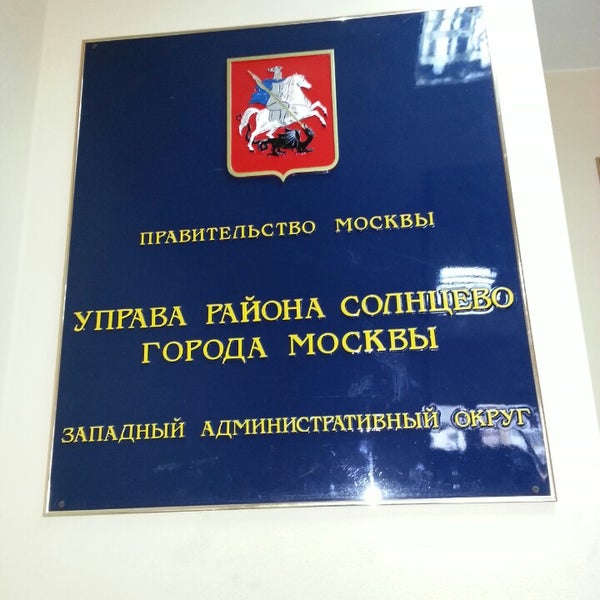 ПРАВИТЕЛЬСТВО МОСКВЫ
УПРАВА РАЙОНА СОЛНЦЕВО
ГОРОДА МОСКВЫ
ЗАПАДНЫЙ АДМИНИСТРАТИВНЫЙ ОКРУГ